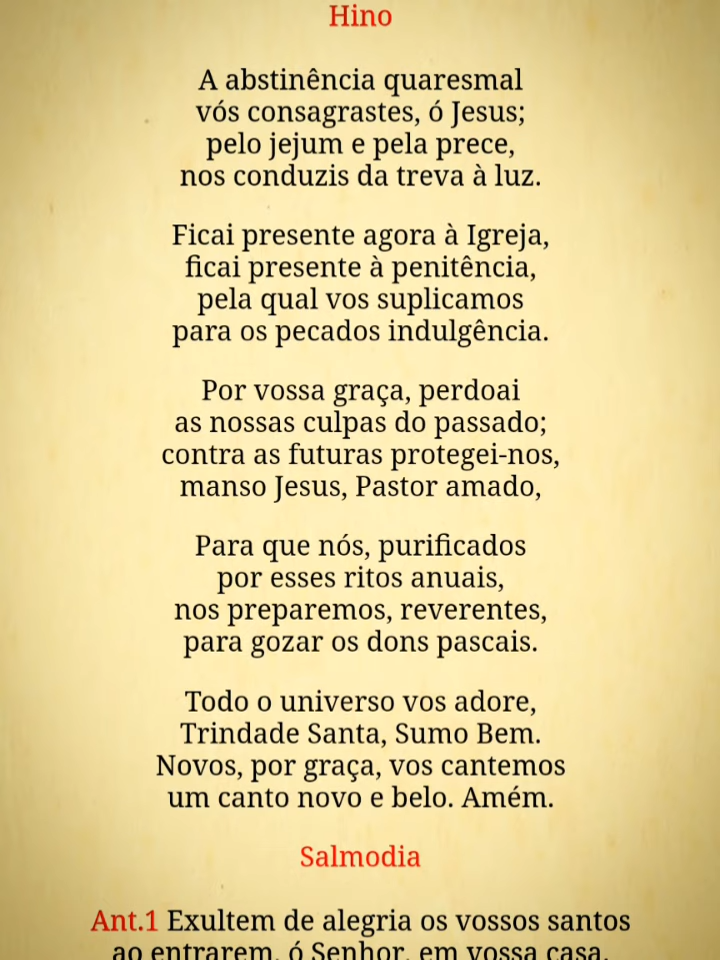 Hino
A abstinência quaresmal
vós consagrastes, ó Jesus;
pelo jejum e pela prece,
nos conduzis da treva à luz.
Ficai presente agora à Igreja,
ficai presente à penitência,
pela qual vos suplicamos
para os pecados indulgência.
Por vossa graça, perdoai
as nossas culpas do passado;
contra as futuras protegei-nos,
manso Jesus, Pastor amado,
Para que nós, purificados
por esses ritos anuais,
nos preparemos, reverentes,
para gozar os dons pascais.
Todo o universo vos adore,
Trindade Santa, Sumo Bem.
Novos, por graça, vos cantemos
um canto novo e belo. Amém.
Salmodia
Ant.1 Exultem de alegria os vossos santos
ao entrarem, ó Senhor, em vossa casa.